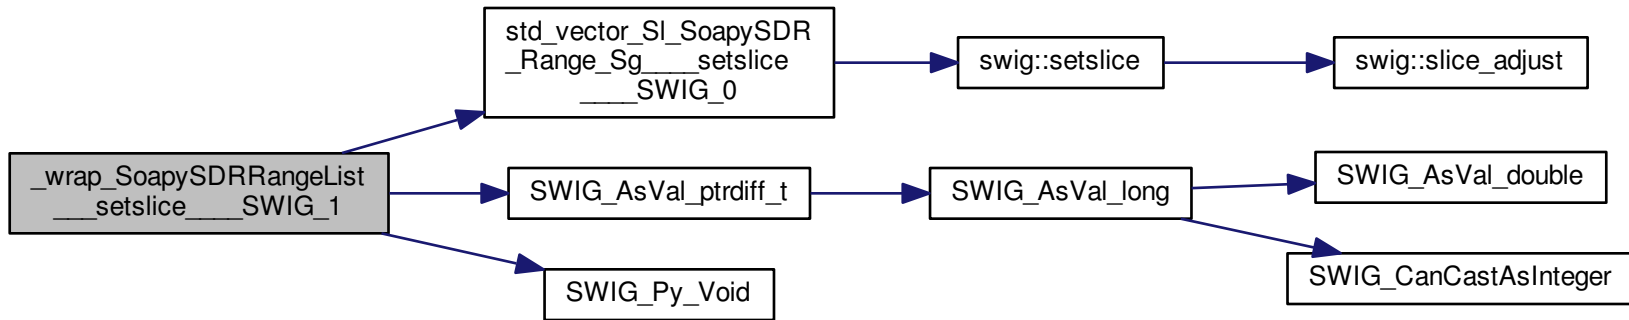 std_vector_Sl_SoapySDR
_Range_Sg____setslice
____SWIG_0
swig::setslice
swig::slice_adjust
_wrap_SoapySDRRangeList
___setslice____SWIG_1
SWIG_AsVal_ptrdiff_t
SWIG_AsVal_long
SWIG_AsVal_double
SWIG_CanCastAsInteger
SWIG_Py_Void